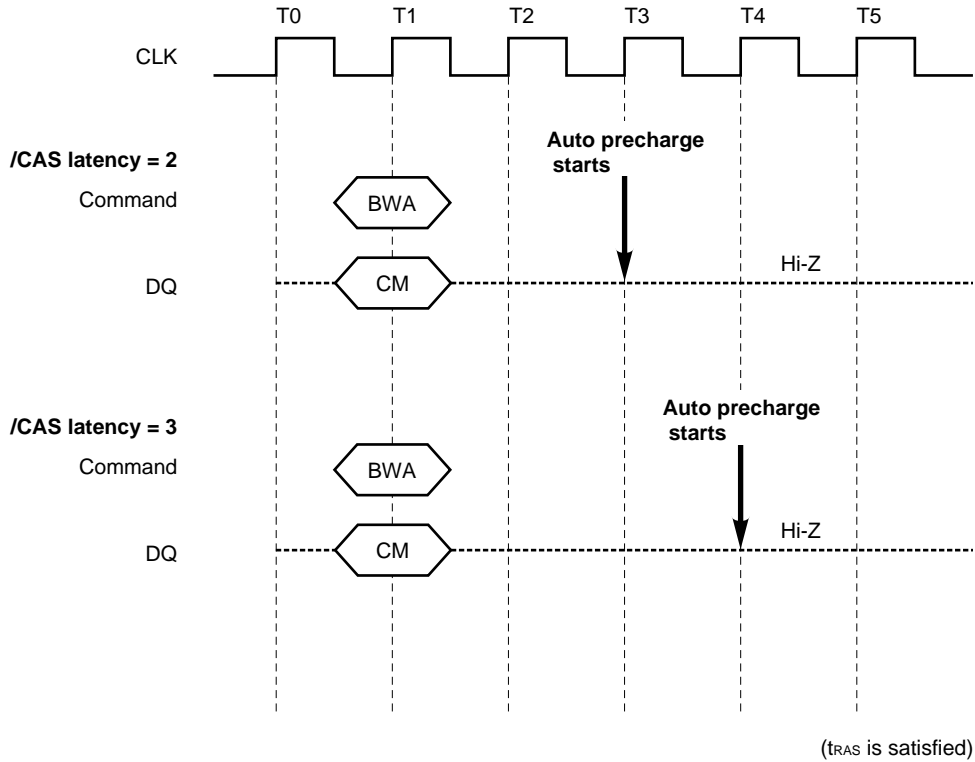 T0 T1 T2 T3 T4 T5
CLK
Auto precharge
starts
/CAS latency = 2
Command BWA
Hi-Z
DQ CM
Auto precharge
starts
/CAS latency = 3
Command BWA
Hi-Z
DQ CM
(tRAS is satisfied)